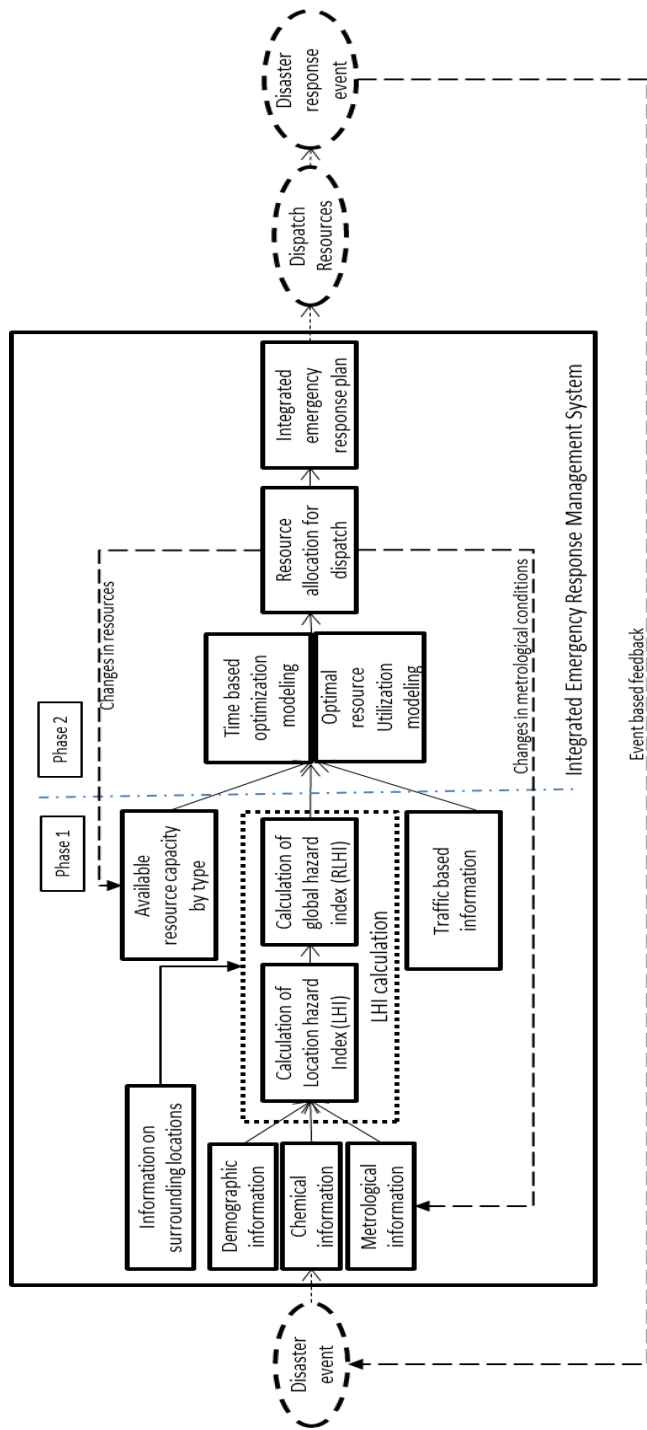 Disaster
event
Information on
surrounding locations
Demographic
information
Chemical
information
Metrological
information
Phase 1
Available
resource capacity
by type
Calculation of
Location hazard
Index (LHI)
Calculation of
global hazard
index (RLHI)
LHI calculation
Traffic based
information
Phase 2
Changes in resources
Time based
optimization
modeling
Optimal
resource
Utilization
modeling
Resource
allocation for
dispatch
Changes in metrological conditions
Integrated
emergency
response plan
Integrated Emergency Response Management System
Dispatch
Resources
Disaster
response
event
Event based feedback